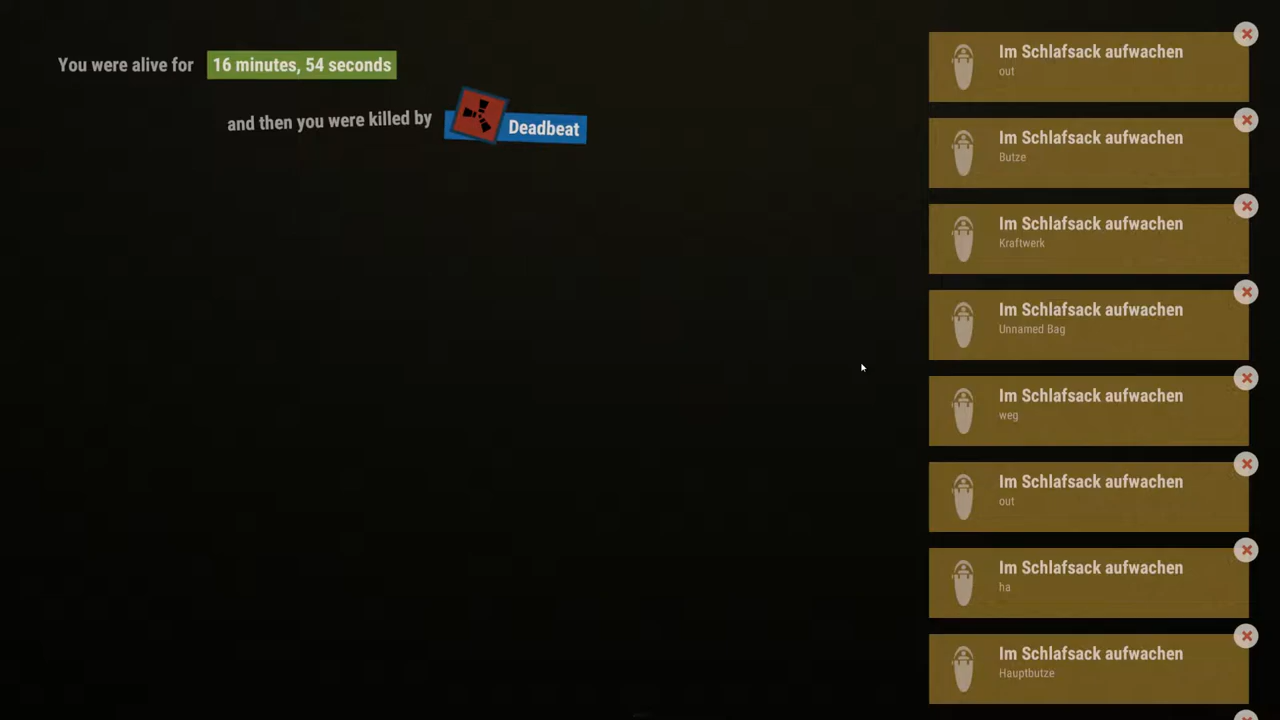 You were alive for 16 minutes, 54 seconds
and then you were killed by Deadbeat
Im Schlafsack aufwachen
out
Im Schlafsack aufwachen
Butze
Im Schlafsack aufwachen
Kraftwerk
Im Schlafsack aufwachen
Unnamed Bag
Im Schlafsack aufwachen
weg
Im Schlafsack aufwachen
out
Im Schlafsack aufwachen
ha
Im Schlafsack aufwachen
Hauptbutze